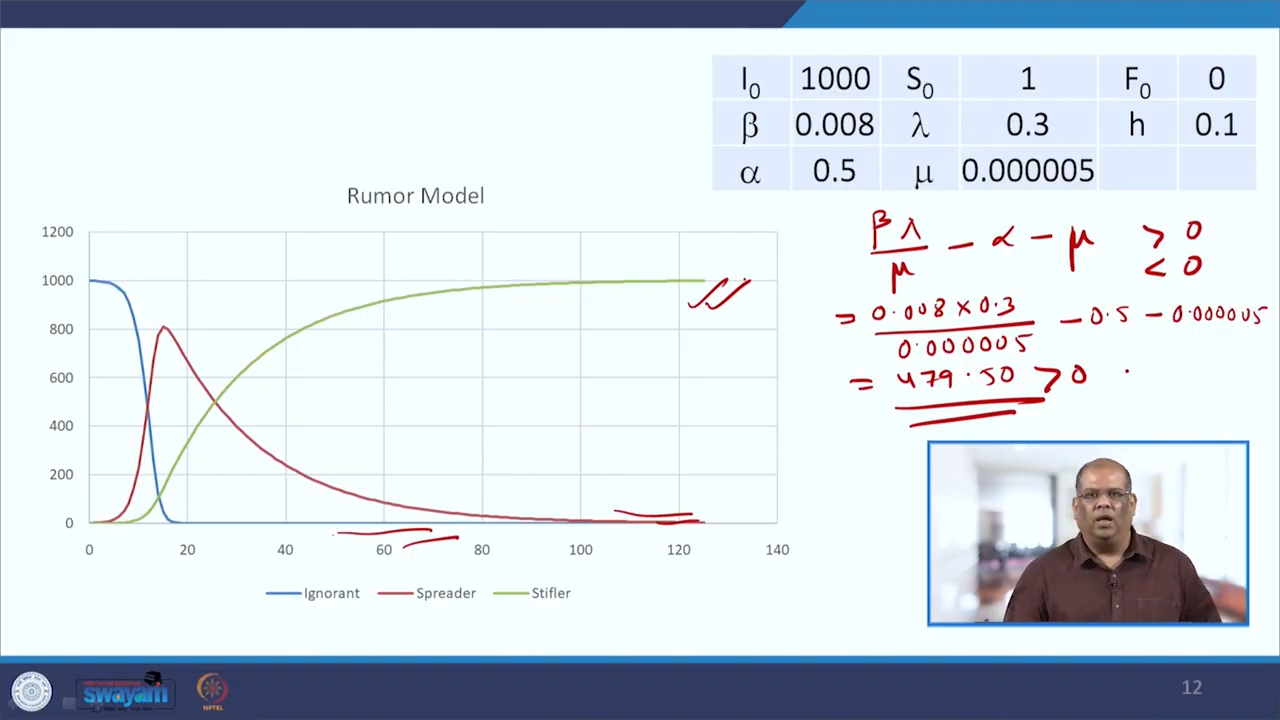 I0 1000 S0 1 F0 0
β 0.008 λ 0.3 h 0.1
α 0.5 μ 0.000005
Rumor Model
1200
1000
800
600
400
200
0
0 20 40 60 80 100 120 140
Ignorant Spreader Stifler
βλ/μ - α - μ > 0
< 0
= 0.008 × 0.3 / 0.000005 - 0.5 - 0.000005
= 479.50 > 0
swayam
NPTEL
12